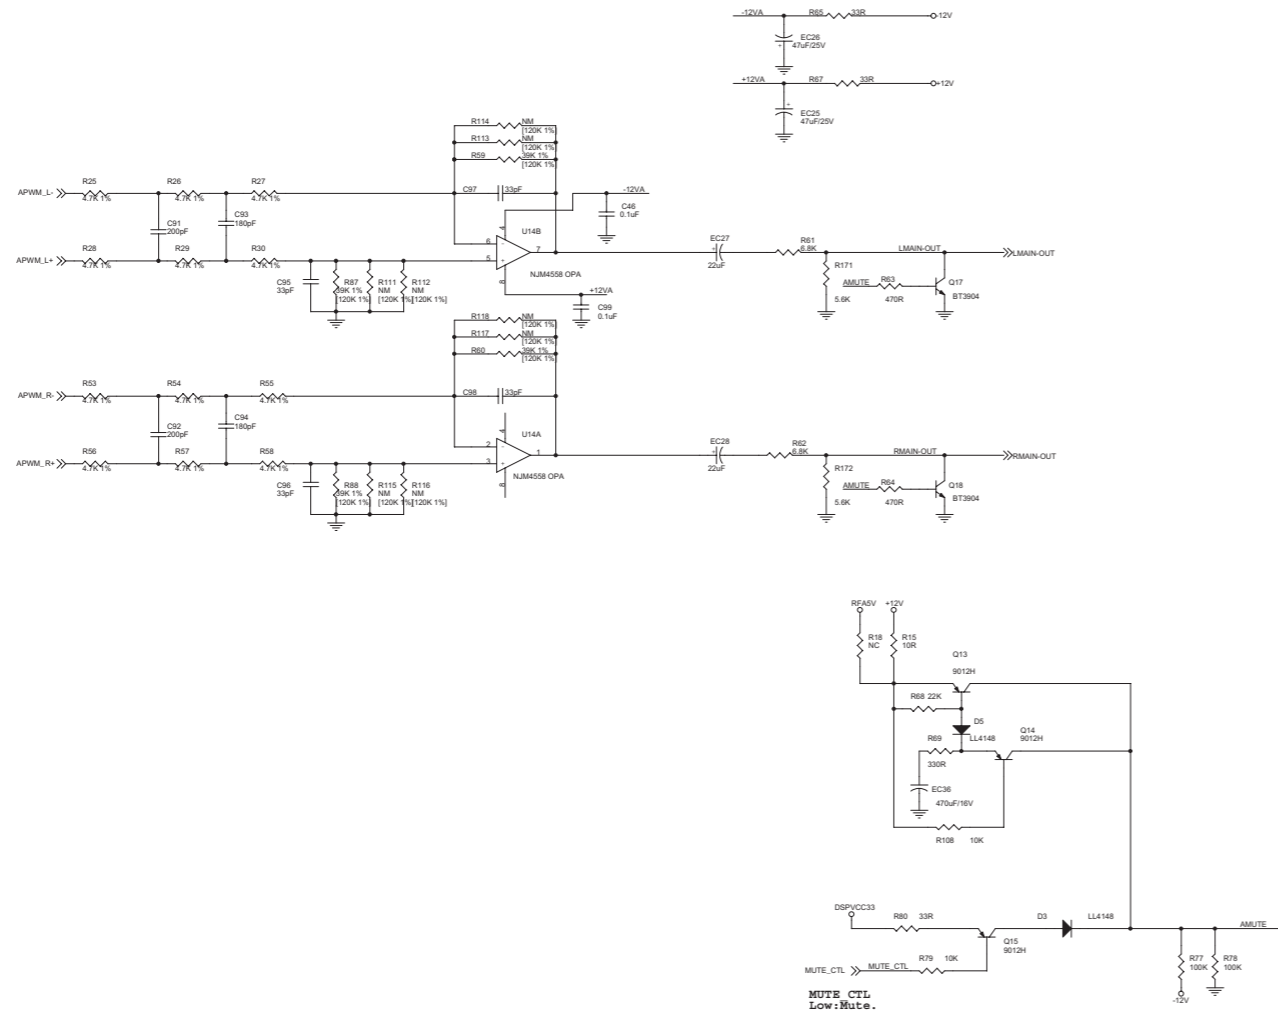 -12VA R65 33R -12V
EC26
47uF/25V
+12VA R67 33R +12V
EC25
47uF/25V
R114 NM
[120K 1%]
R113 NM
[120K 1%]
R59 39K 1%
[120K 1%]
APWM_L- R25 R26 R27
4.7K 1% 4.7K 1% 4.7K 1%
C97 33pF -12VA
C91
200pF
C93
180pF
C46
0.1uF
4
U14B
6 - 7
5 +
8
NJM4558 OPA
APWM_L+ R28 R29 R30
4.7K 1% 4.7K 1% 4.7K 1%
C95
33pF
R87
39K 1%
[120K 1%]
R111
NM
[120K 1%]
R112
NM
[120K 1%]
+12VA
C99
0.1uF
EC27
22uF
R61
6.8K
LMAIN-OUT LMAIN-OUT
R171
5.6K
AMUTE R63
470R
Q17
BT3904
R118 NM
[120K 1%]
R117 NM
[120K 1%]
R60 39K 1%
[120K 1%]
APWM_R- R53 R54 R55
4.7K 1% 4.7K 1% 4.7K 1%
C98 33pF
C92
200pF
C94
180pF
4
U14A
2 - 1
3 +
8
NJM4558 OPA
APWM_R+ R56 R57 R58
4.7K 1% 4.7K 1% 4.7K 1%
C96
33pF
R88
39K 1%
[120K 1%]
R115
NM
[120K 1%]
R116
NM
[120K 1%]
EC28
22uF
R62
6.8K
RMAIN-OUT RMAIN-OUT
R172
5.6K
AMUTE R64
470R
Q18
BT3904
RFA5V +12V
R18
NC
R15
10R
Q13
9012H
R68 22K
D5
LL4148
Q14
9012H
R69
330R
EC36
470uF/16V
R108 10K
DSPVCC33
R80 33R
D3 LL4148
AMUTE
Q15
9012H
R79 10K
MUTE_CTL MUTE_CTL
R77
100K
R78
100K
-12V
MUTE_CTL
Low:Mute.